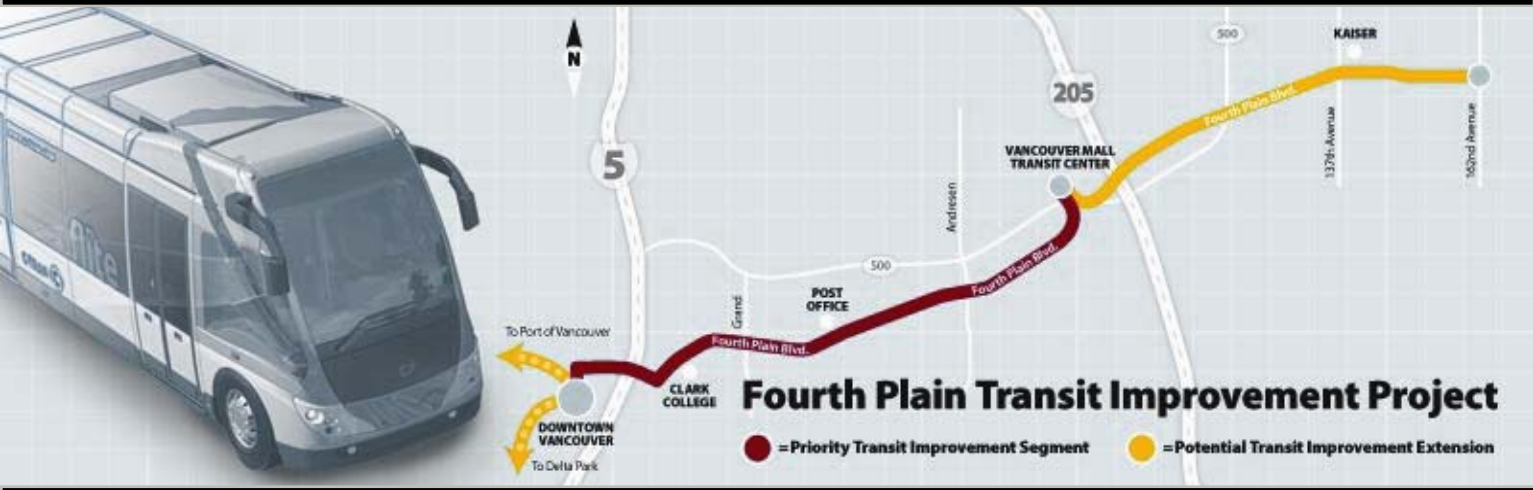 N
5
205
500
KAISER
Fourth Plain Blvd.
137th Avenue
162nd Avenue
VANCOUVER MALL
TRANSIT CENTER
Andresen
500
Fourth Plain Blvd.
POST
OFFICE
Grand
To Port of Vancouver
Fourth Plain Blvd.
CLARK
COLLEGE
DOWNTOWN
VANCOUVER
To Delta Park
Fourth Plain Transit Improvement Project
=Priority Transit Improvement Segment
=Potential Transit Improvement Extension